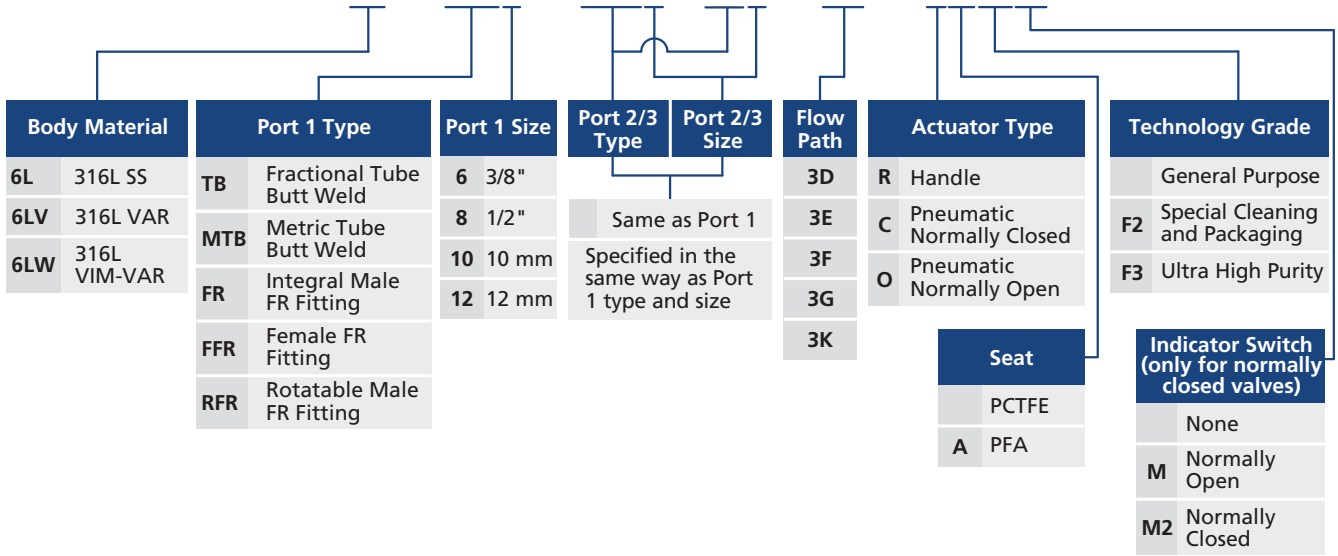 Body Material
6L 316L SS
6LV 316L VAR
6LW 316L
VIM-VAR
Port 1 Type
TB Fractional Tube
Butt Weld
MTB Metric Tube
Butt Weld
FR Integral Male
FR Fitting
FFR Female FR
Fitting
RFR Rotatable Male
FR Fitting
Port 1 Size
6 3/8"
8 1/2"
10 10 mm
12 12 mm
Port 2/3
Type
Port 2/3
Size
Same as Port 1
Specified in the
same way as Port
1 type and size
Flow
Path
3D
3E
3F
3G
3K
Actuator Type
R Handle
C Pneumatic
Normally Closed
O Pneumatic
Normally Open
Seat
PCTFE
A PFA
Technology Grade
General Purpose
F2 Special Cleaning
and Packaging
F3 Ultra High Purity
Indicator Switch
(only for normally
closed valves)
None
M Normally
Open
M2 Normally
Closed